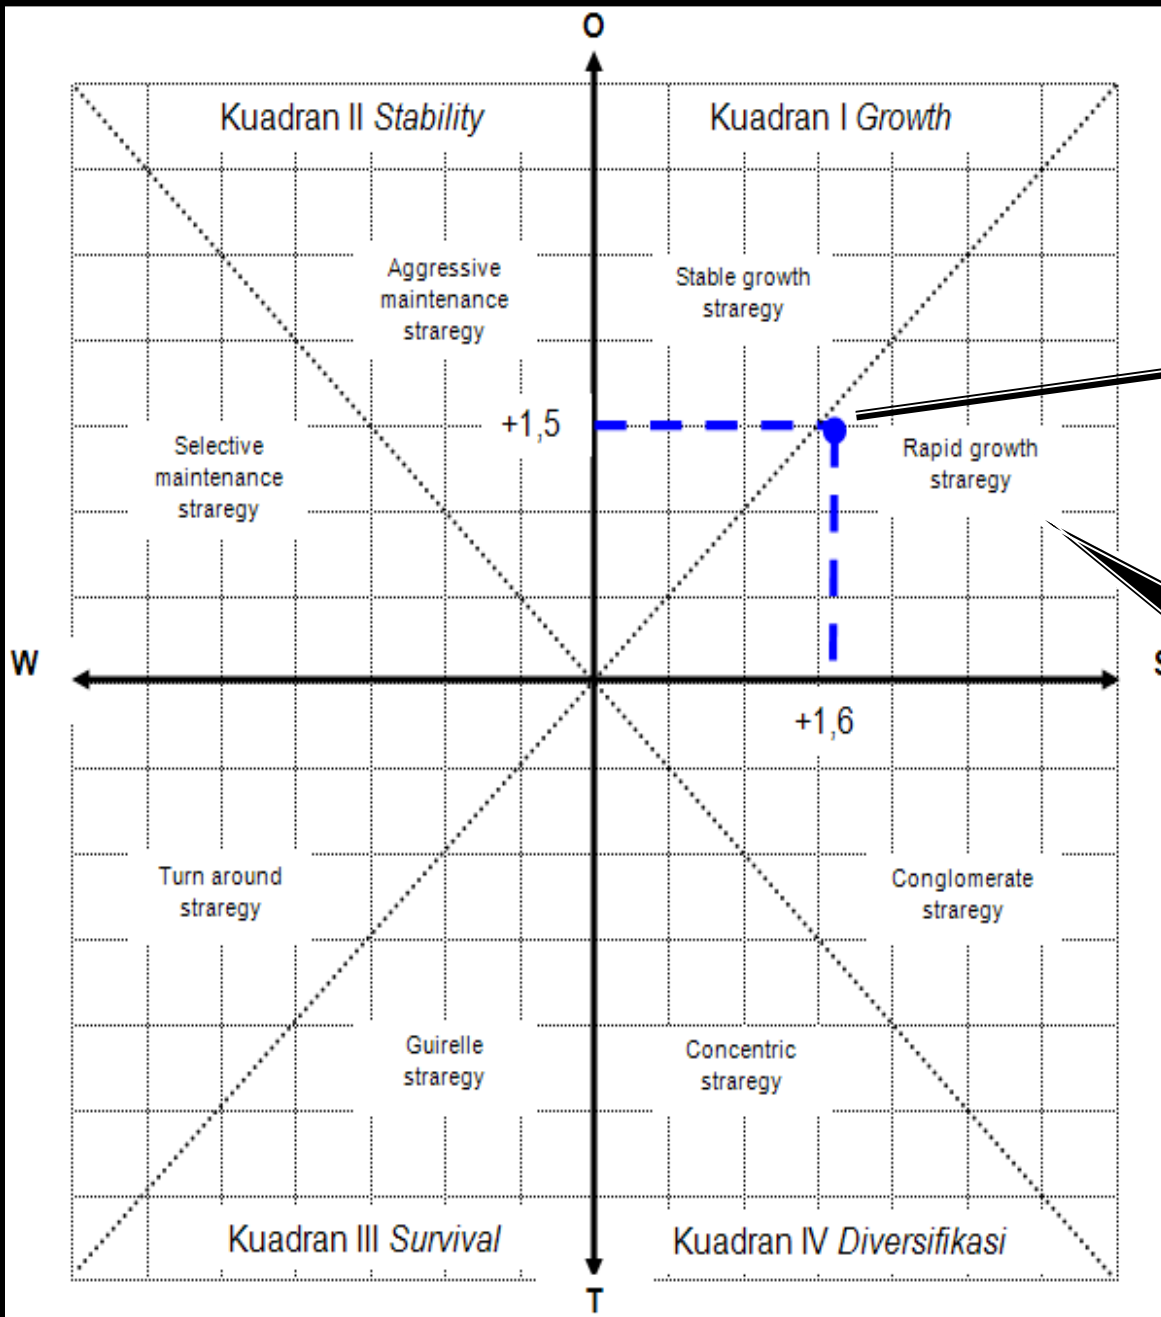 O
Kuadran II Stability
Kuadran I Growth
Aggressive
maintenance
straregy
Stable growth
straregy
+1,5
Selective
maintenance
straregy
Rapid growth
straregy
W
S
+1,6
Turn around
straregy
Conglomerate
straregy
Guirelle
straregy
Concentric
straregy
Kuadran III Survival
Kuadran IV Diversifikasi
T